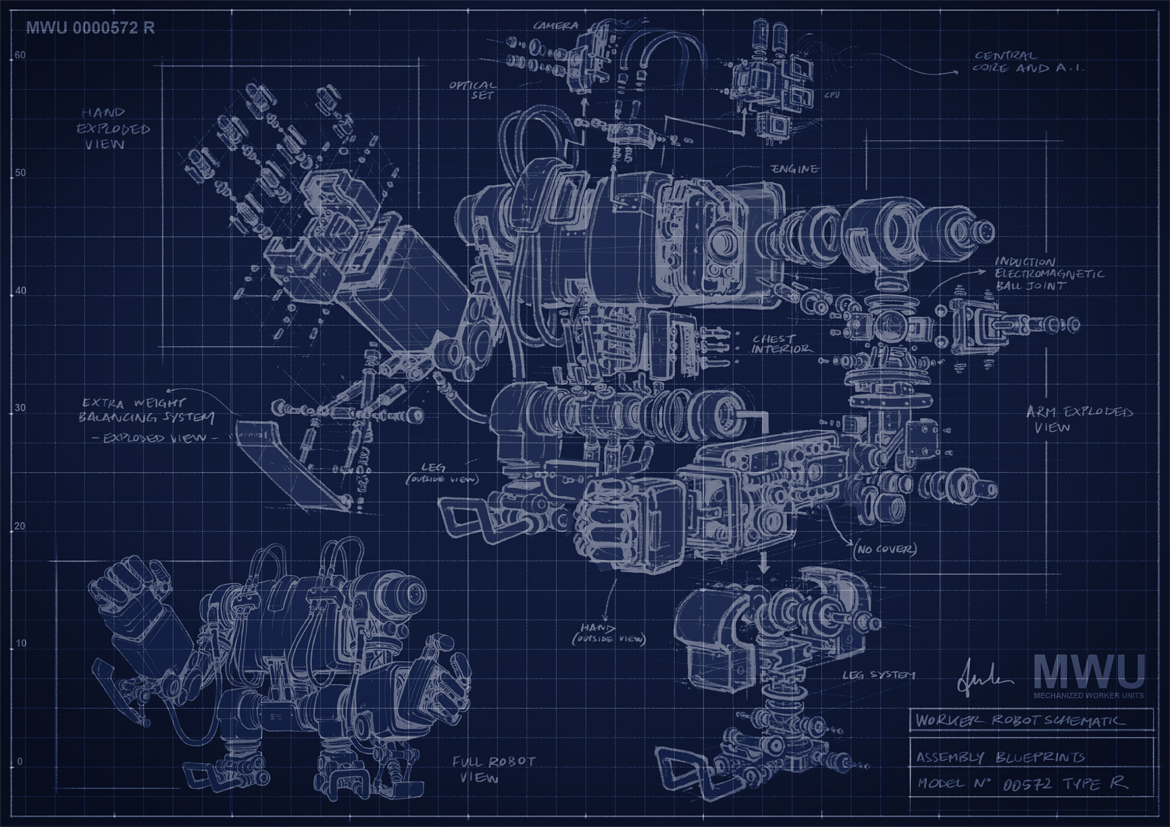 MWU 0000572 R
60
50
40
30
20
10
0
CAMERA
OPTICAL
SET
CPU
CENTRAL
CORE AND A.I.
HAND
EXPLODED
VIEW
ENGINE
INDUCTION
ELECTROMAGNETIC
BALL JOINT
CHEST
INTERIOR
EXTRA WEIGHT
BALANCING SYSTEM
- EXPLODED VIEW -
ARM EXPLODED
VIEW
LEG
(OUTSIDE VIEW)
(NO COVER)
HAND
(OUTSIDE VIEW)
LEG SYSTEM
FULL ROBOT
VIEW
MWU
MECHANIZED WORKER UNITS
WORKER ROBOT SCHEMATIC
ASSEMBLY BLUEPRINTS
MODEL N° 00572 TYPE R